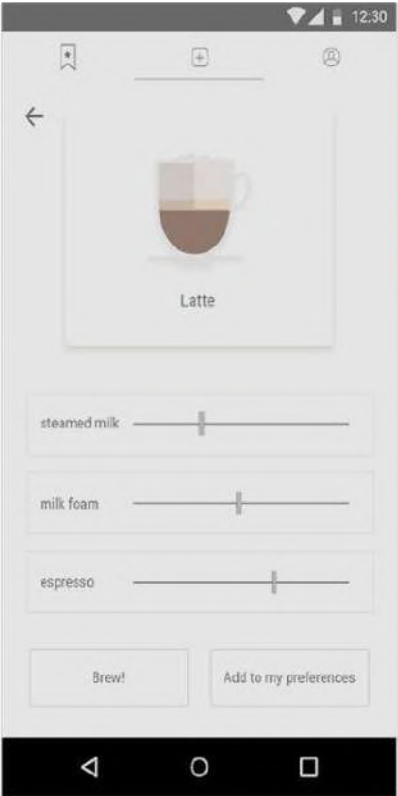 12:30
Latte
steamed milk
milk foam
espresso
Brew!
Add to my preferences